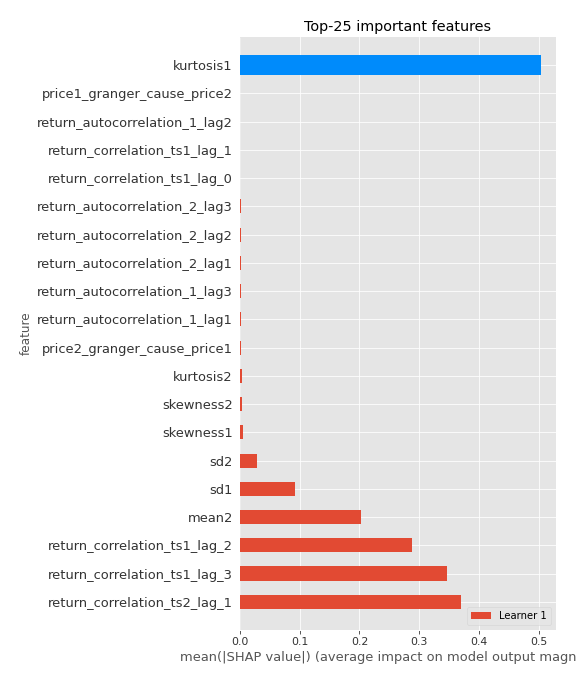 Top-25 important features
kurtosis1
price1_granger_cause_price2
return_autocorrelation_1_lag2
return_correlation_ts1_lag_1
return_correlation_ts1_lag_0
return_autocorrelation_2_lag3
return_autocorrelation_2_lag2
return_autocorrelation_2_lag1
return_autocorrelation_1_lag3
return_autocorrelation_1_lag1
price2_granger_cause_price1
kurtosis2
skewness2
skewness1
sd2
sd1
mean2
return_correlation_ts1_lag_2
return_correlation_ts1_lag_3
return_correlation_ts2_lag_1
feature
Learner 1
0.0 0.1 0.2 0.3 0.4 0.5
mean(|SHAP value|) (average impact on model output magn